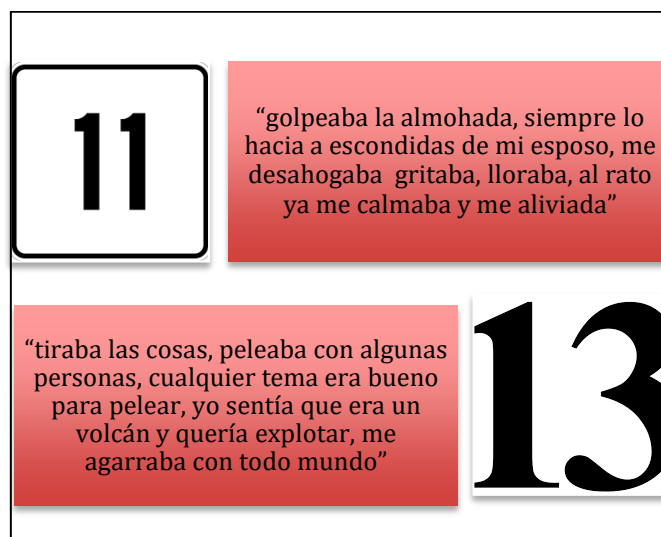 11
“golpeaba la almohada, siempre lo
hacia a escondidas de mi esposo, me
desahogaba gritaba, lloraba, al rato
ya me calmaba y me aliviada”
“tiraba las cosas, peleaba con algunas
personas, cualquier tema era bueno
para pelear, yo sentía que era un
volcán y quería explotar, me
agarraba con todo mundo”
13